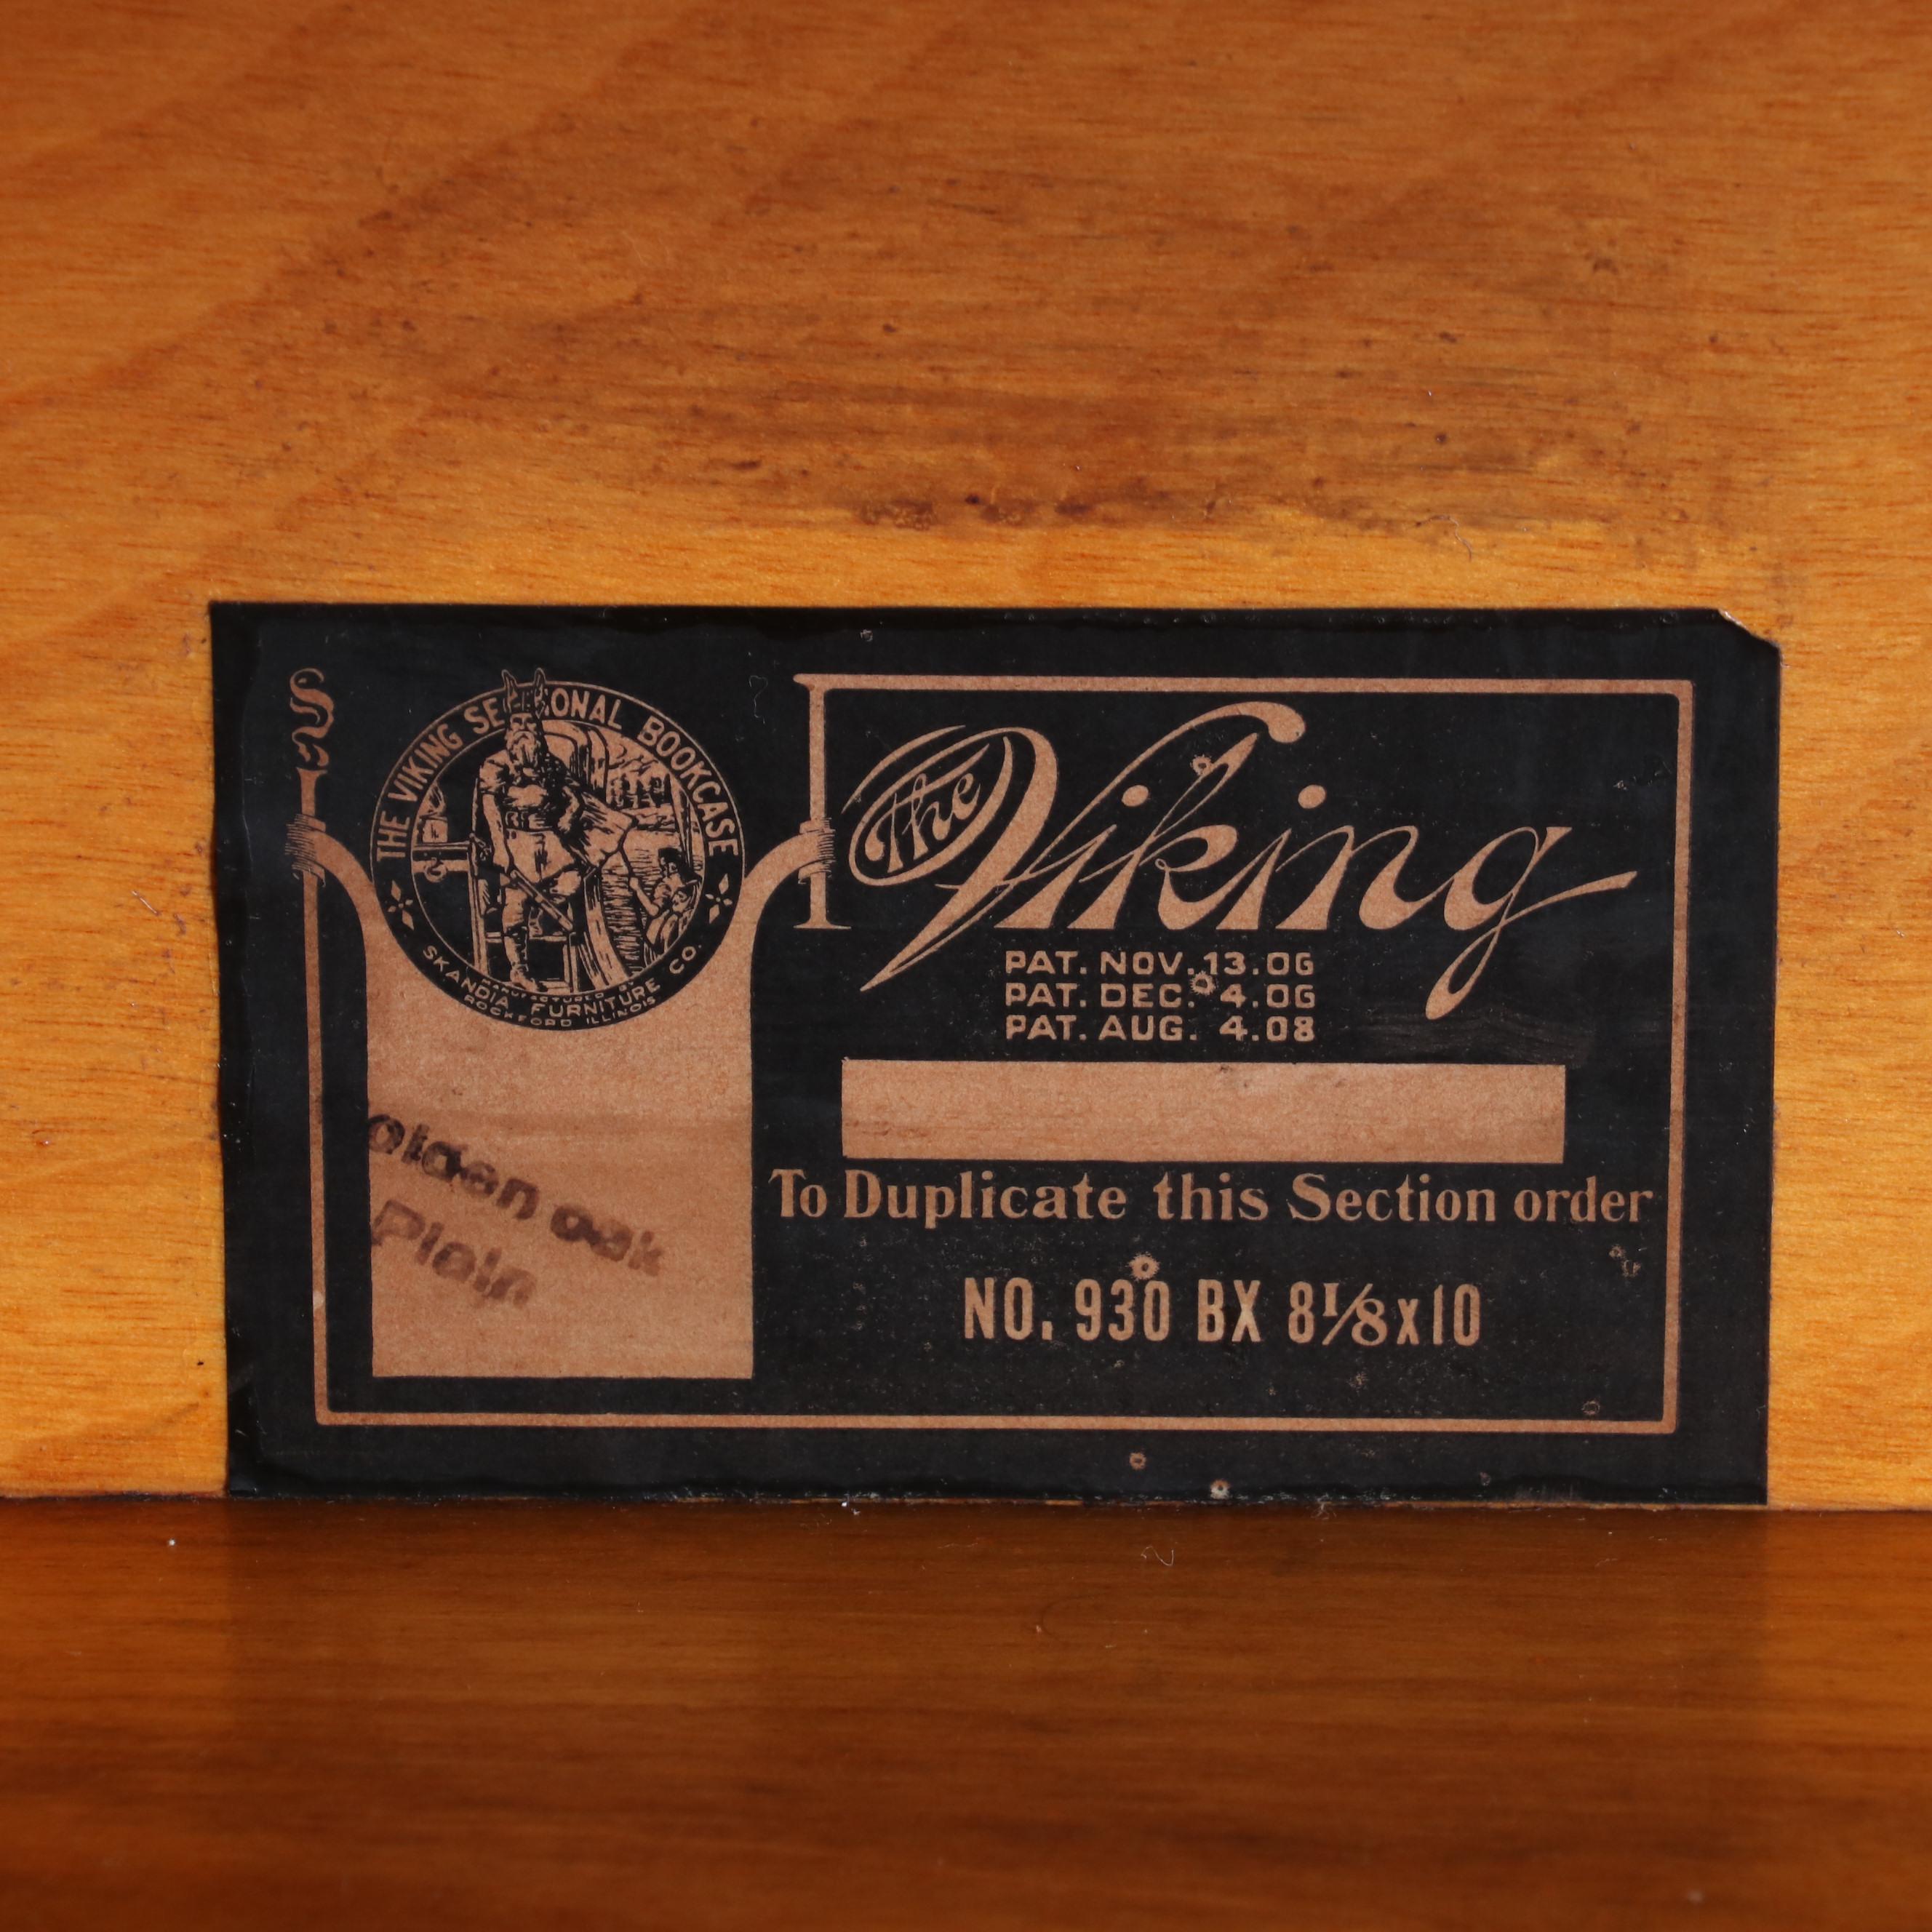 THE VIKING SE IONAL BOOKCASE
MANUFACTURED BY
SKANDIA FURNITURE CO.
ROCKFORD ILLINOIS
olden oak
Plain
The Viking
PAT. NOV. 13.06
PAT. DEC. 4.06
PAT. AUG. 4.08
To Duplicate this Section order
NO. 930 BX 8 1/8 x 10